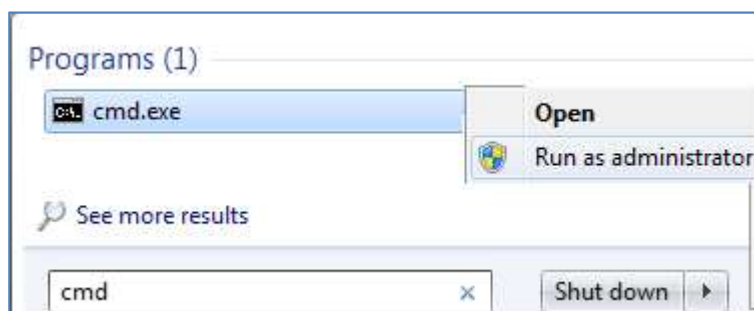 Programs (1)
cmd.exe
Open
Run as administrator
See more results
cmd
Shut down